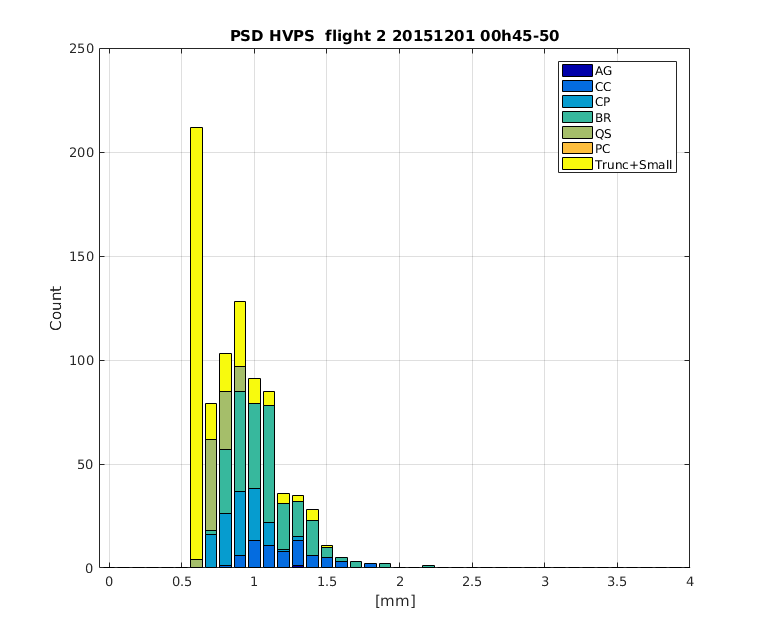 PSD HVPS  flight 2 20151201 00h45-50
250
200
150
100
50
0
Count
AG
CC
CP
BR
QS
PC
Trunc+Small
0 0.5 1 1.5 2 2.5 3 3.5 4
[mm]